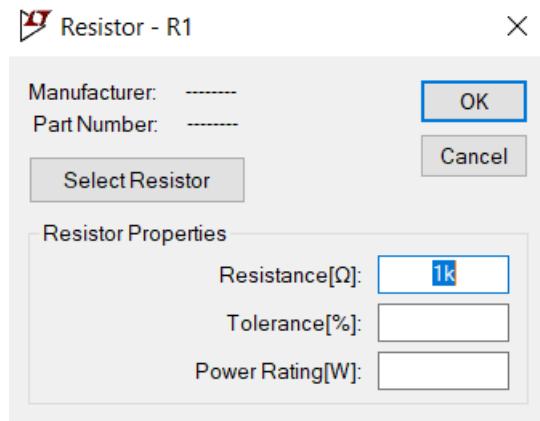 Resistor - R1
Manufacturer: --------
OK
Part Number: --------
Cancel
Select Resistor
Resistor Properties
Resistance[Ω]: 1k
Tolerance[%]:
Power Rating[W]: